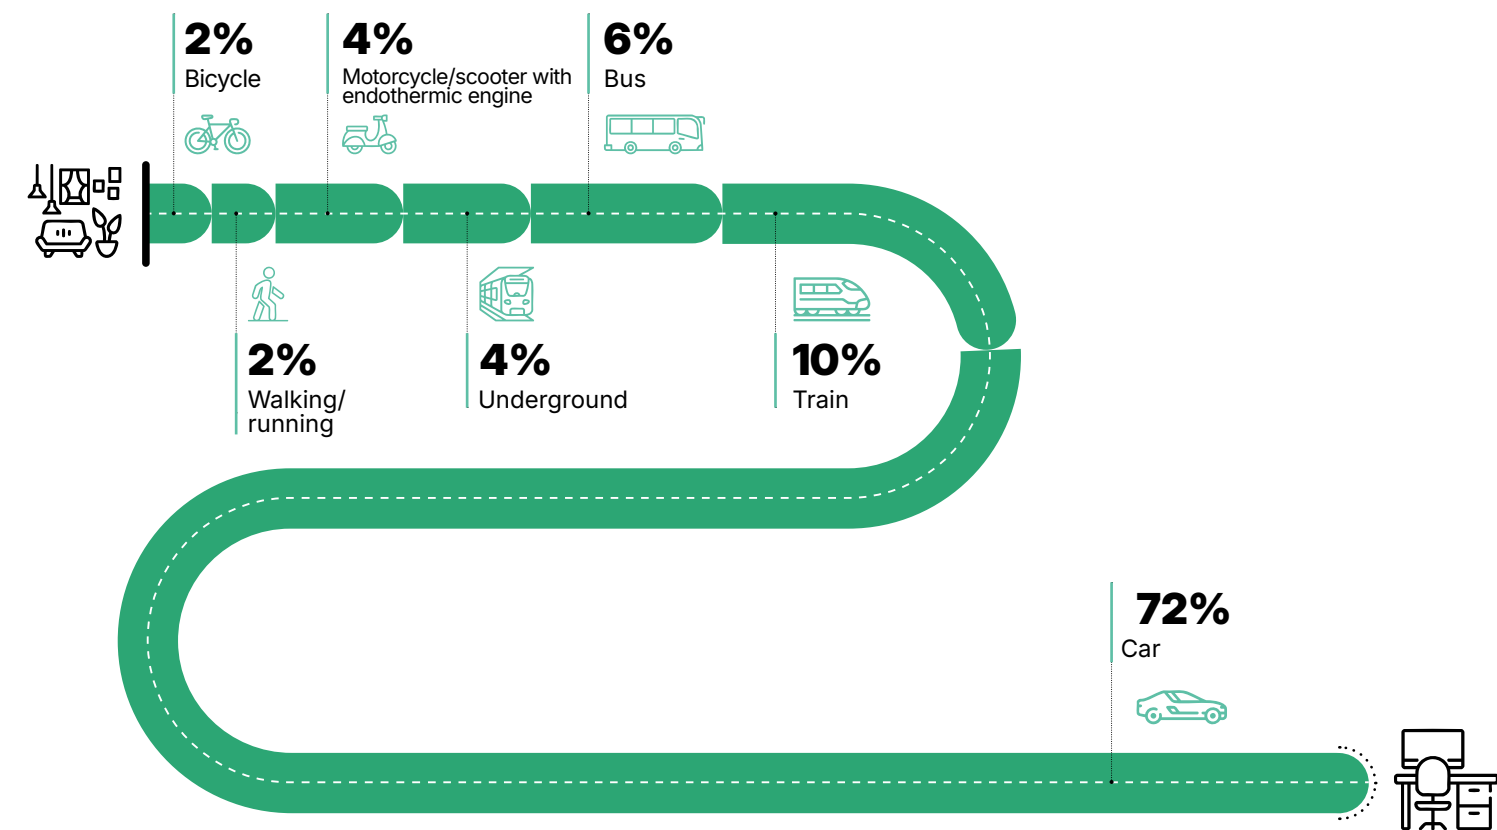 2%
Bicycle
4%
Motorcycle/scooter with
endothermic engine
6%
Bus
2%
Walking/
running
4%
Underground
10%
Train
72%
Car